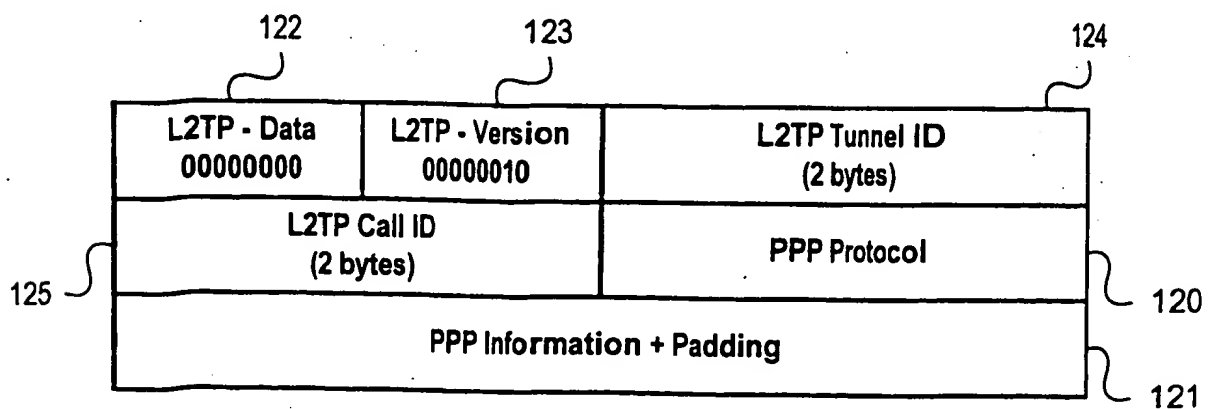 122
123
124
L2TP - Data
00000000
L2TP - Version
00000010
L2TP Tunnel ID
(2 bytes)
L2TP Call ID
(2 bytes)
PPP Protocol
125
120
PPP Information + Padding
121